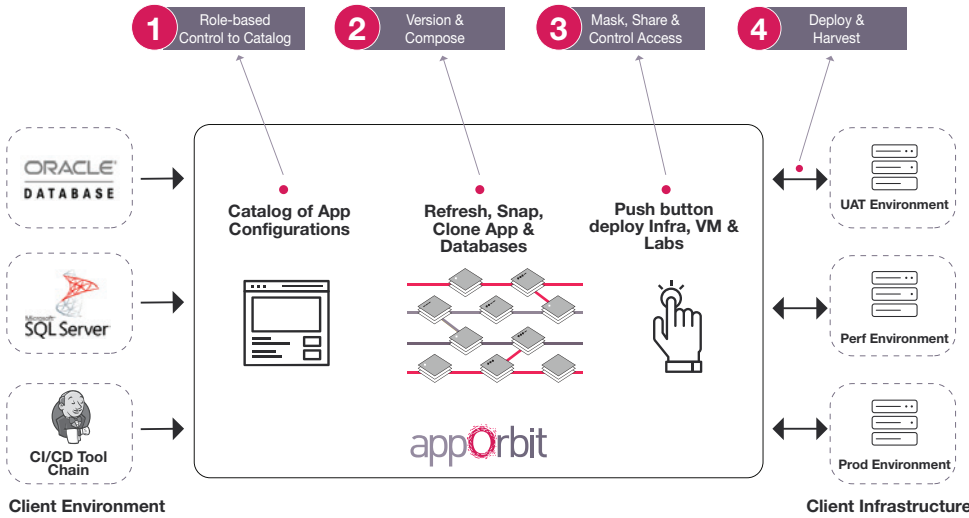 1
Role-based
Control to Catalog
2
Version &
Compose
3
Mask, Share &
Control Access
4
Deploy &
Harvest
ORACLE
DATABASE
Microsoft
SQL Server
CI/CD Tool
Chain
Client Environment
Catalog of App
Configurations
Refresh, Snap,
Clone App &
Databases
Push button
deploy Infra, VM &
Labs
appOrbit
UAT Environment
Perf Environment
Prod Environment
Client Infrastructure